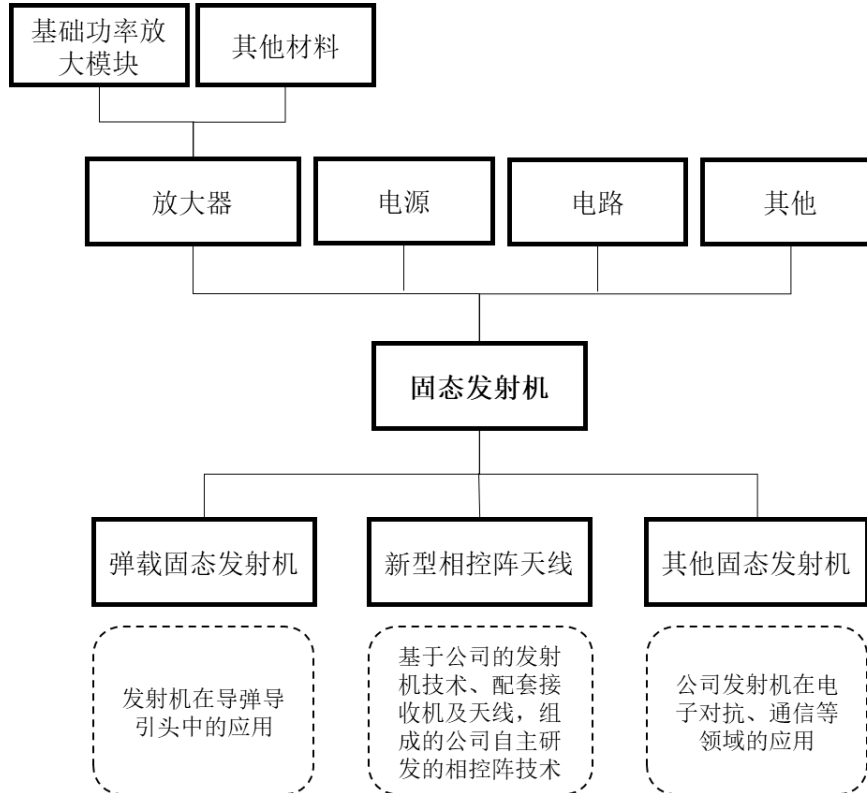 基础功率放
大模块
其他材料
放大器
电源
电路
其他
固态发射机
弹载固态发射机
新型相控阵天线
其他固态发射机
发射机在导弹导
引头中的应用
基于公司的发射
机技术、配套接
收机及天线，组
成的公司自主研
发的相控阵技术
公司发射机在电
子对抗、通信等
领域的应用